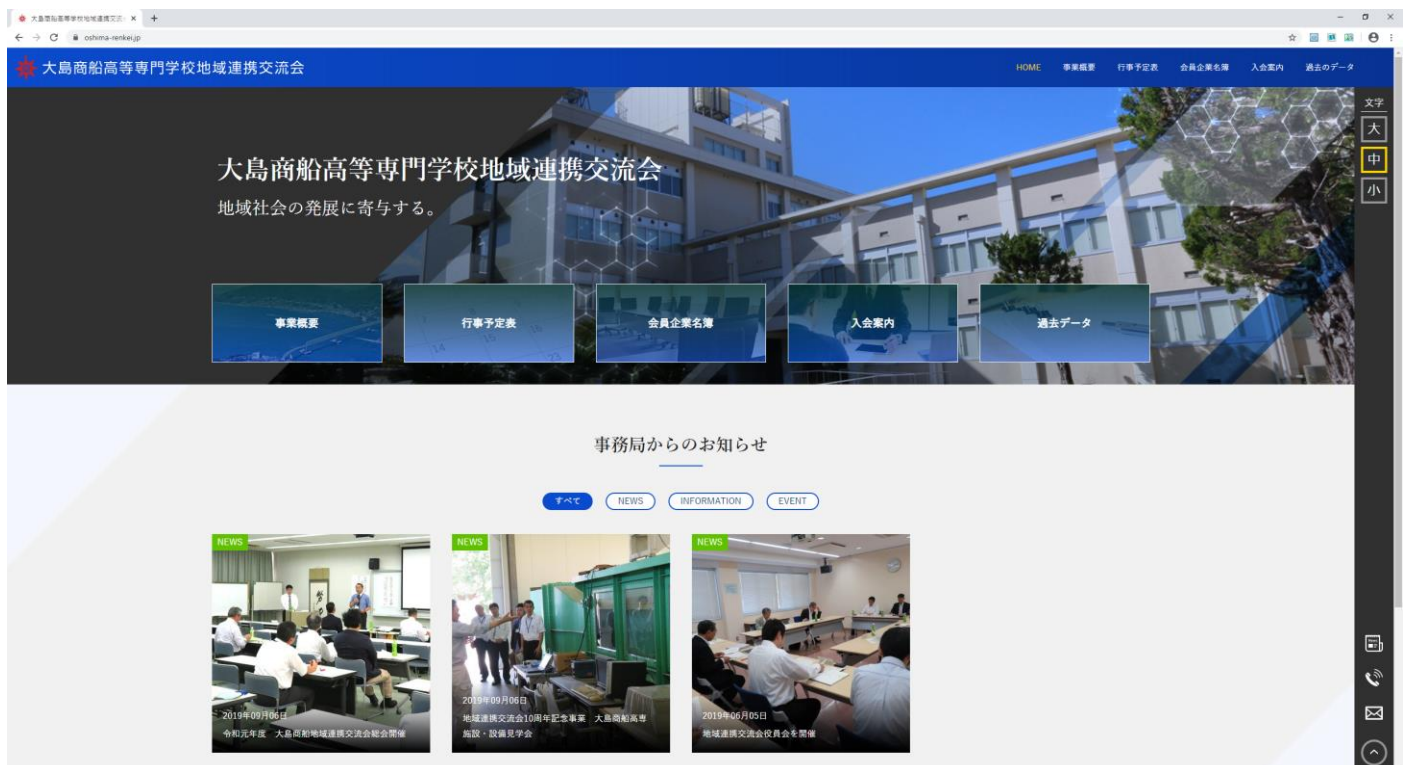 大島商船高等専門学校地域連携交流会
oshima-renkei.jp
大島商船高等専門学校地域連携交流会
HOME 事業概要 行事予定表 会員企業名簿 入会案内 過去のデータ
文字
大
中
小
大島商船高等専門学校地域連携交流会
地域社会の発展に寄与する。
事業概要 行事予定表 会員企業名簿 入会案内 過去データ
事務局からのお知らせ
すべて NEWS INFORMATION EVENT
NEWS
2019年09月06日
令和元年度 大島商船地域連携交流会総会開催
NEWS
2019年09月06日
地域連携交流会10周年記念事業 大島商船高専
施設・設備見学会
NEWS
2019年06月05日
地域連携交流会役員会を開催